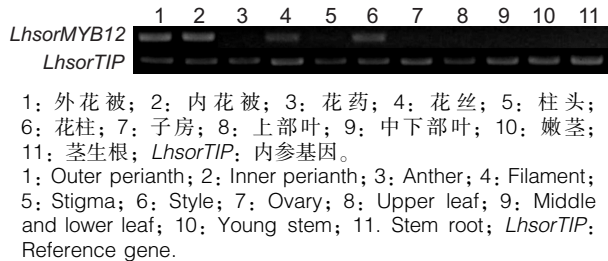 1 2 3 4 5 6 7 8 9 10 11
LhsorMYB12
LhsorTIP
1：外花被；2：内花被；3：花药；4：花丝；5：柱头；
6：花柱；7：子房；8：上部叶；9：中下部叶；10：嫩茎；
11：茎生根；LhsorTIP：内参基因。
1：Outer perianth；2：Inner perianth；3：Anther；4：Filament；
5：Stigma；6：Style；7：Ovary；8：Upper leaf；9：Middle
and lower leaf；10：Young stem；11. Stem root；LhsorTIP：
Reference gene.